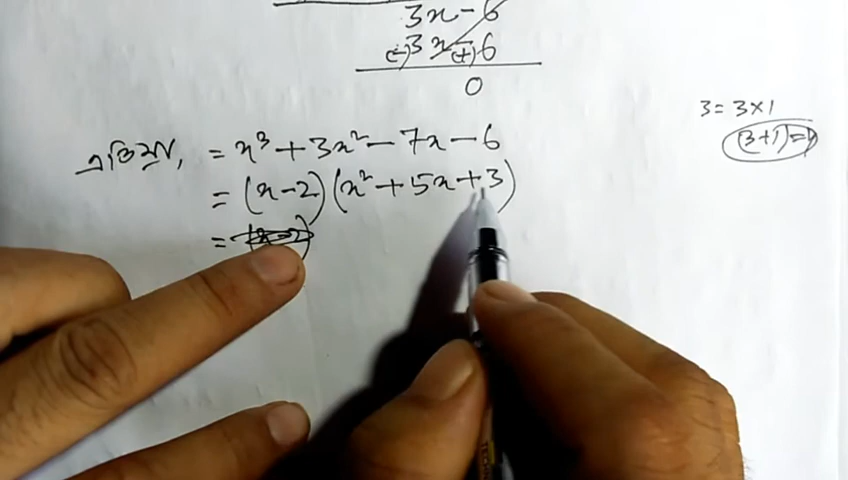 3x - 6
(-)3x (+)6
0
3 = 3×1
(3+1)=4
= x³ + 3x² - 7x - 6
= (x-2)(x² + 5x + 3)
= (x-2)